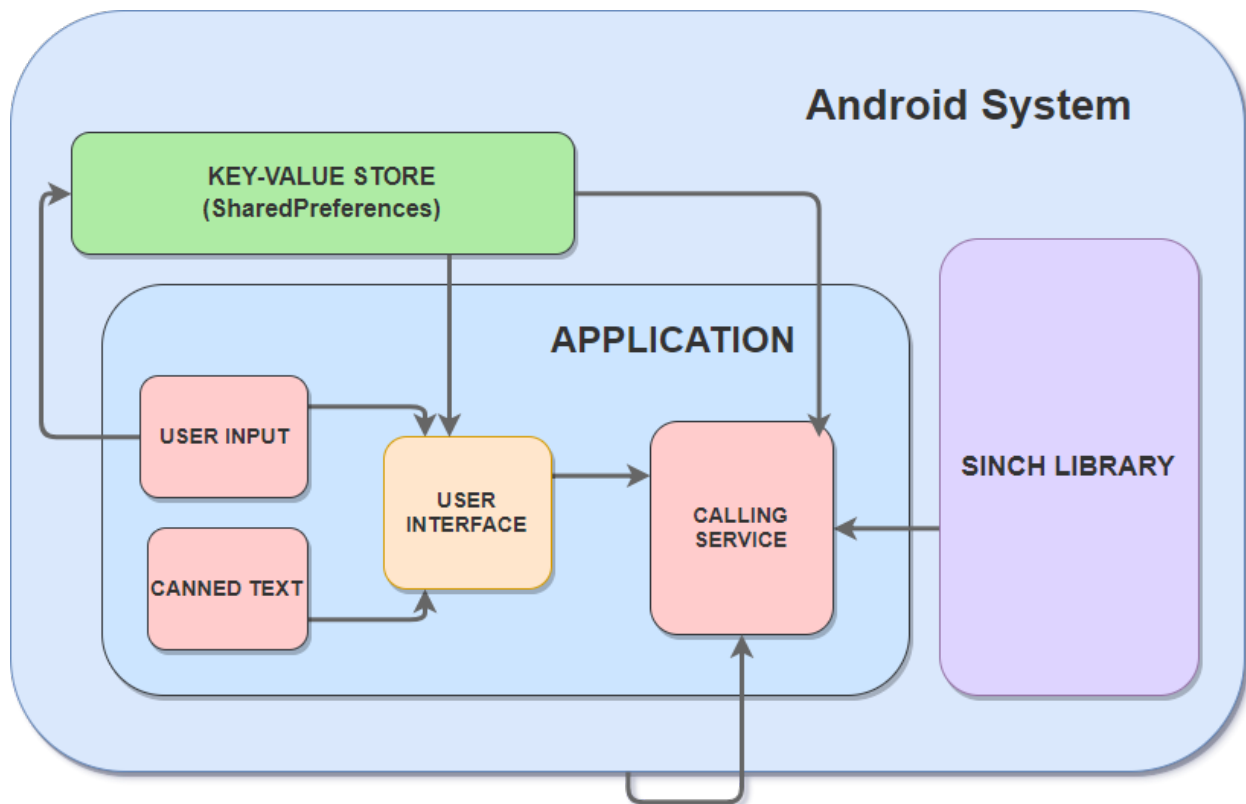 Android System
KEY-VALUE STORE
(SharedPreferences)
APPLICATION
USER INPUT
USER
INTERFACE
CANNED TEXT
CALLING
SERVICE
SINCH LIBRARY